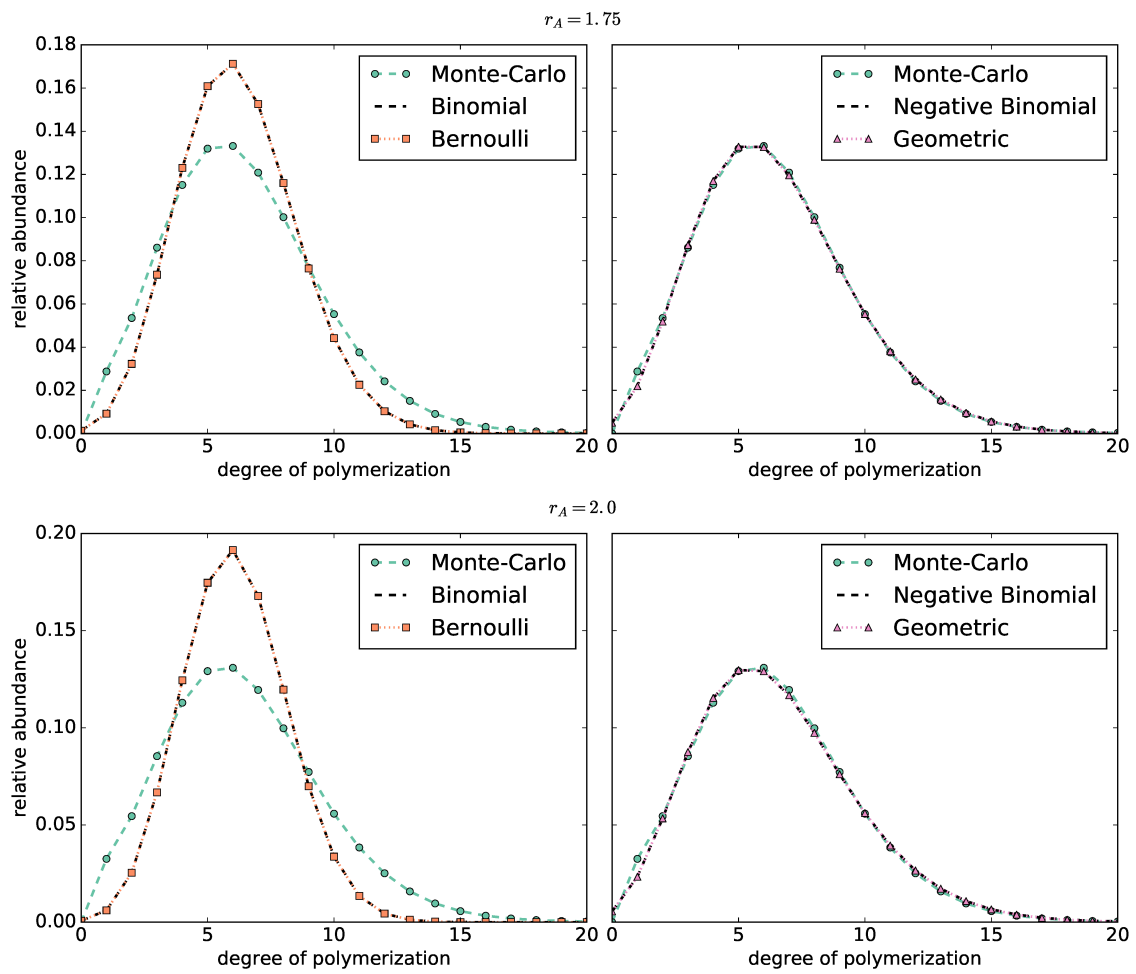 r_A = 1.75
0.18
0.16
0.14
0.12
0.10
0.08
0.06
0.04
0.02
0.00
relative abundance
Monte-Carlo
Binomial
Bernoulli
0 5 10 15 20
degree of polymerization
Monte-Carlo
Negative Binomial
Geometric
0 5 10 15 20
degree of polymerization
r_A = 2.0
0.20
0.15
0.10
0.05
0.00
relative abundance
Monte-Carlo
Binomial
Bernoulli
0 5 10 15 20
degree of polymerization
Monte-Carlo
Negative Binomial
Geometric
0 5 10 15 20
degree of polymerization